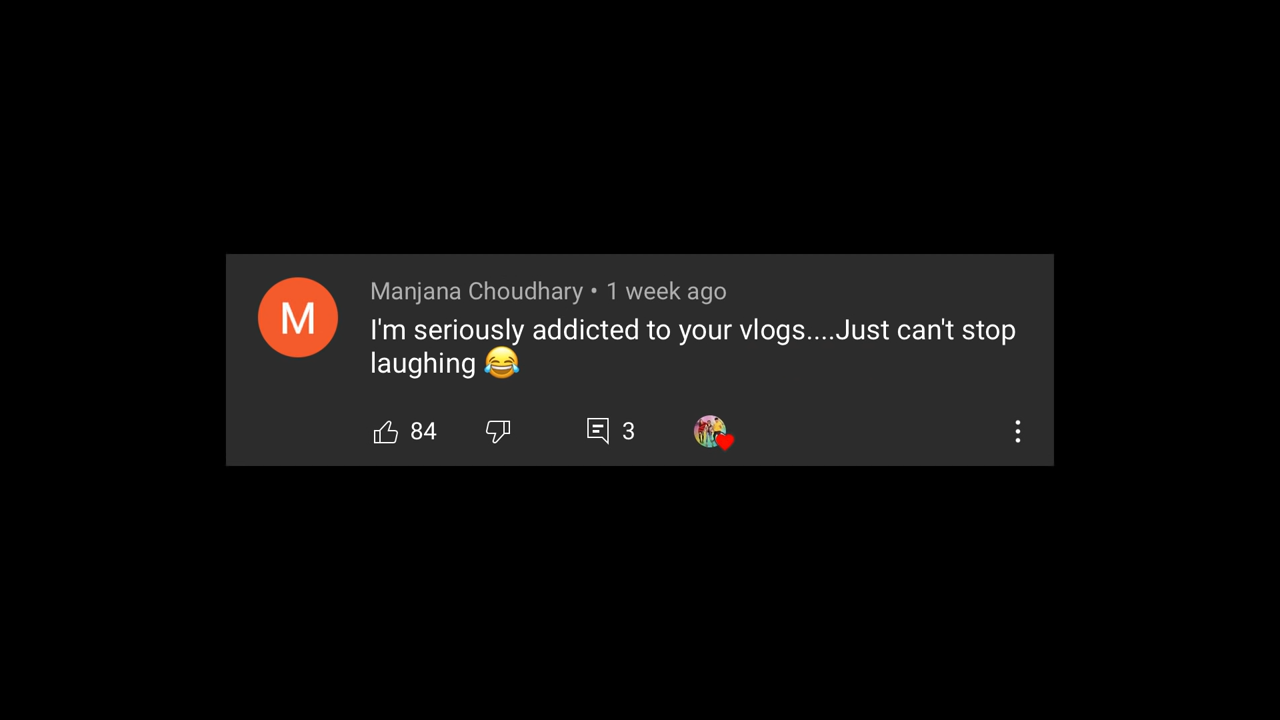 M
Manjana Choudhary • 1 week ago
I'm seriously addicted to your vlogs....Just can't stop
laughing 😂
84
3